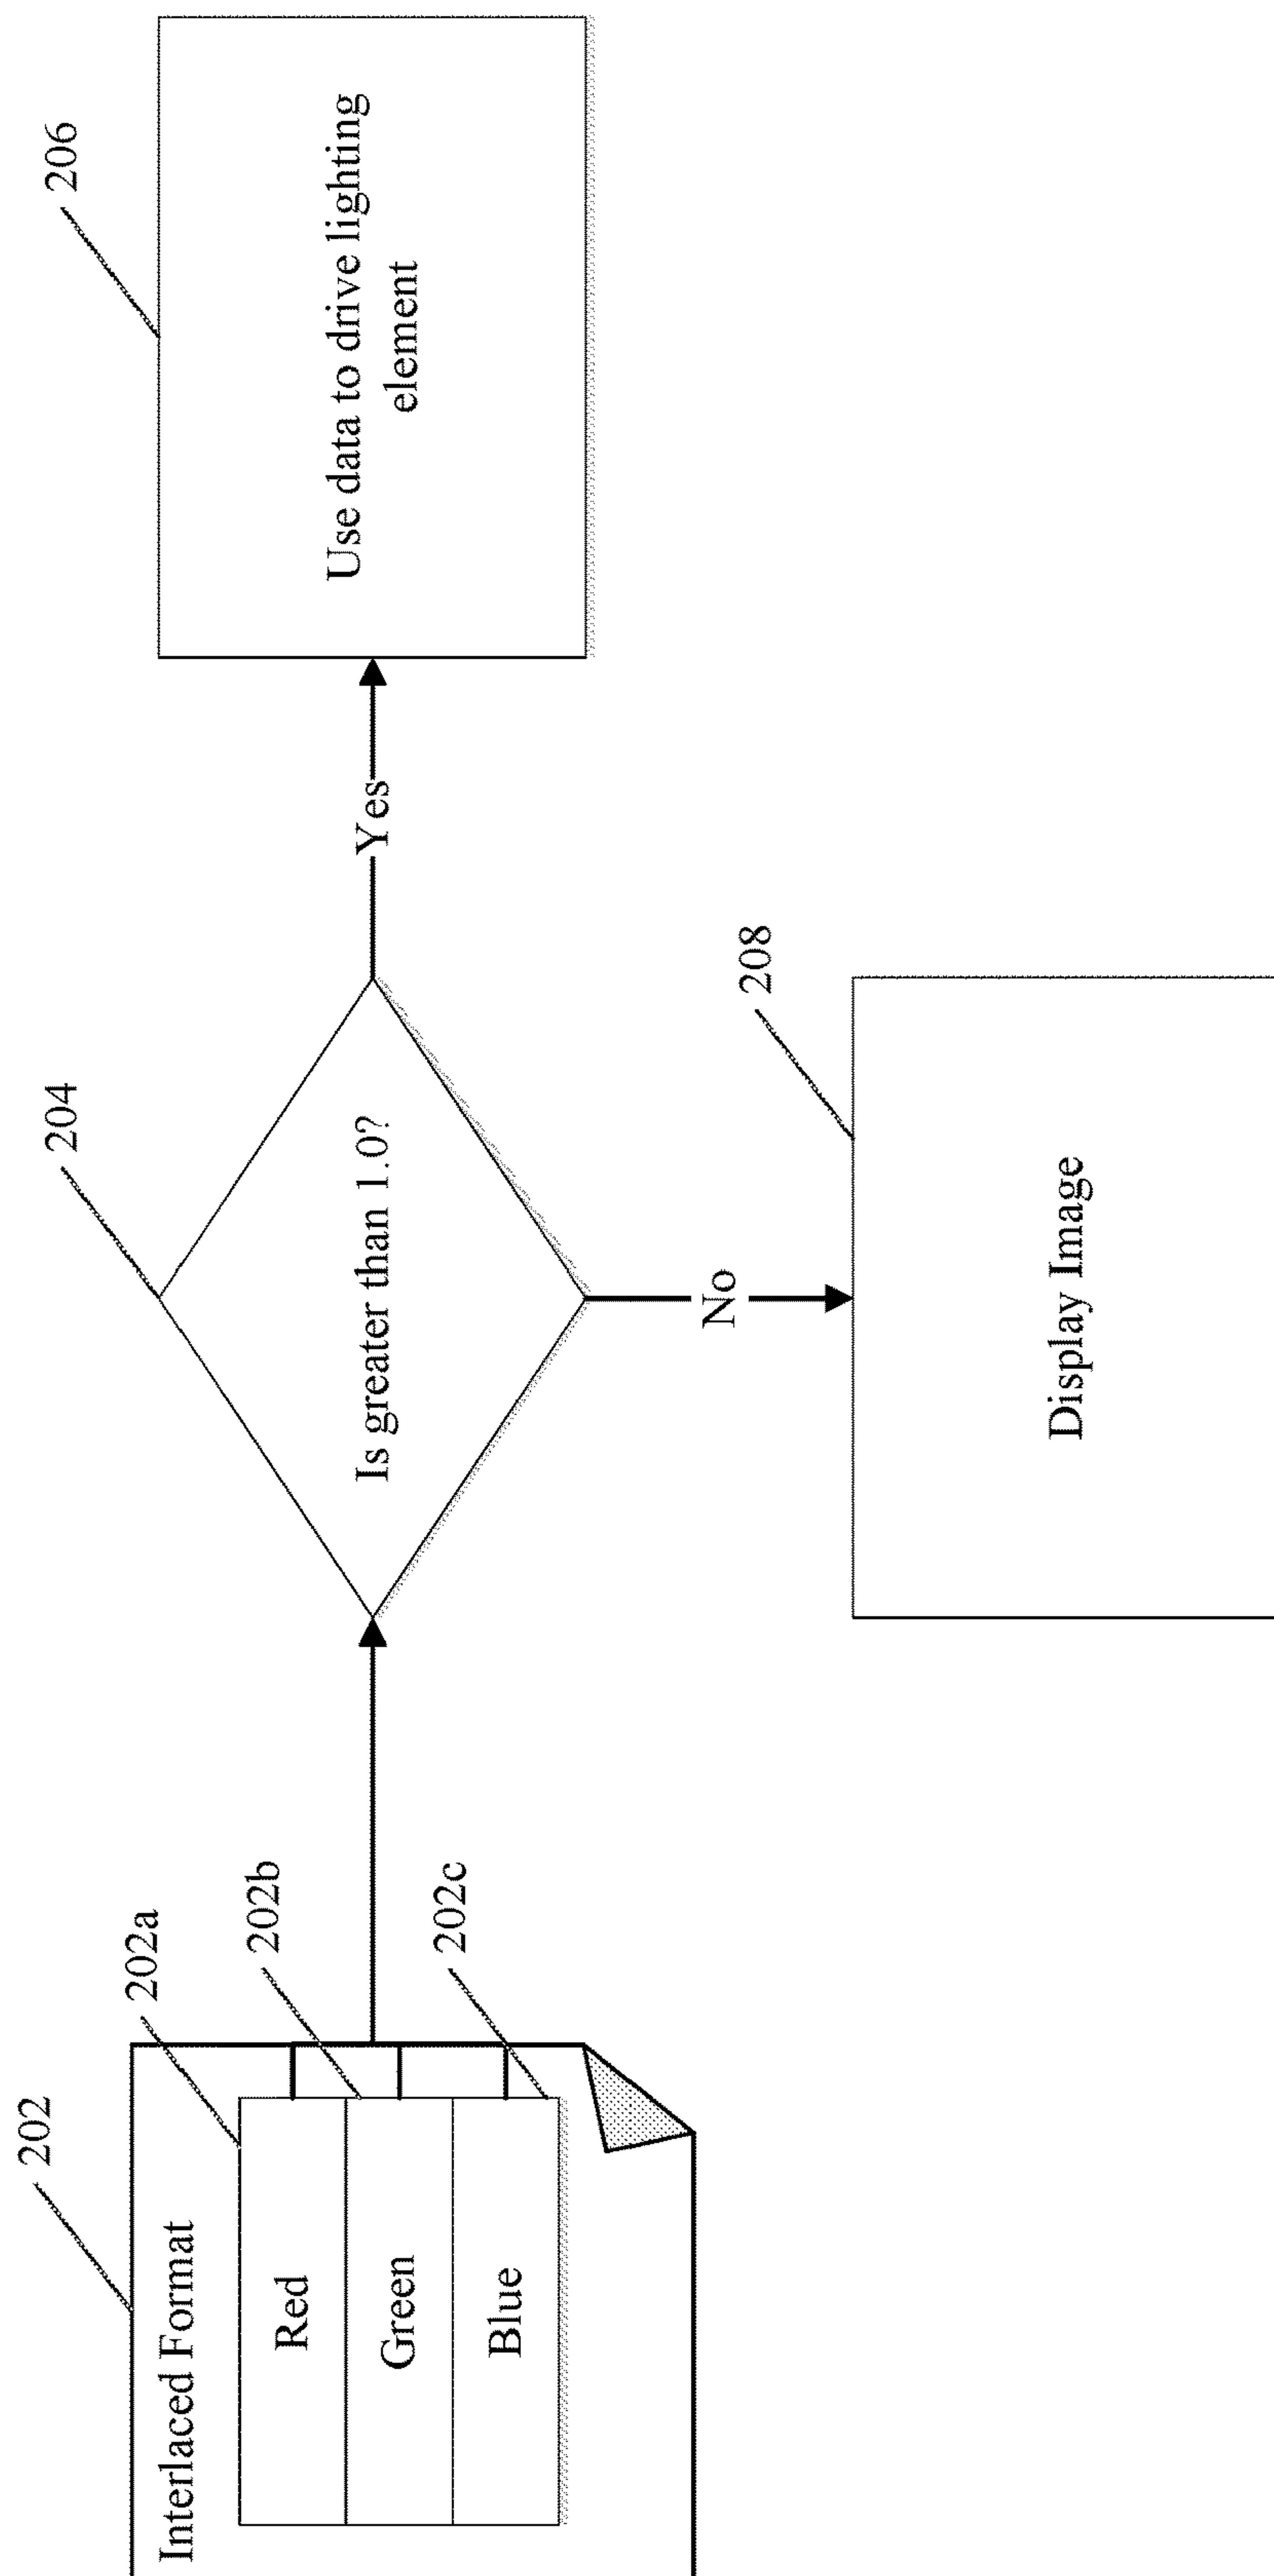 202
Interlaced Format
202a
Red
202b
Green
202c
Blue
204
Is greater than 1.0?
Yes
206
Use data to drive lighting
element
No
208
Display Image